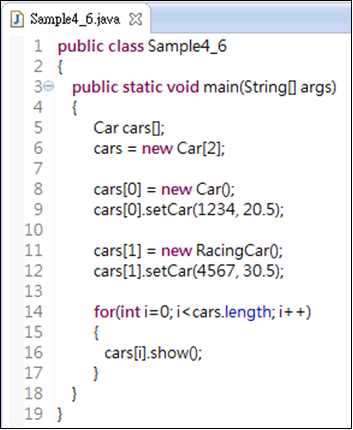 Sample4_6.java
1 public class Sample4_6
2 {
3 public static void main(String[] args)
4 {
5 Car cars[];
6 cars = new Car[2];
7
8 cars[0] = new Car();
9 cars[0].setCar(1234, 20.5);
10
11 cars[1] = new RacingCar();
12 cars[1].setCar(4567, 30.5);
13
14 for(int i=0; i<cars.length; i++)
15 {
16 cars[i].show();
17 }
18 }
19 }